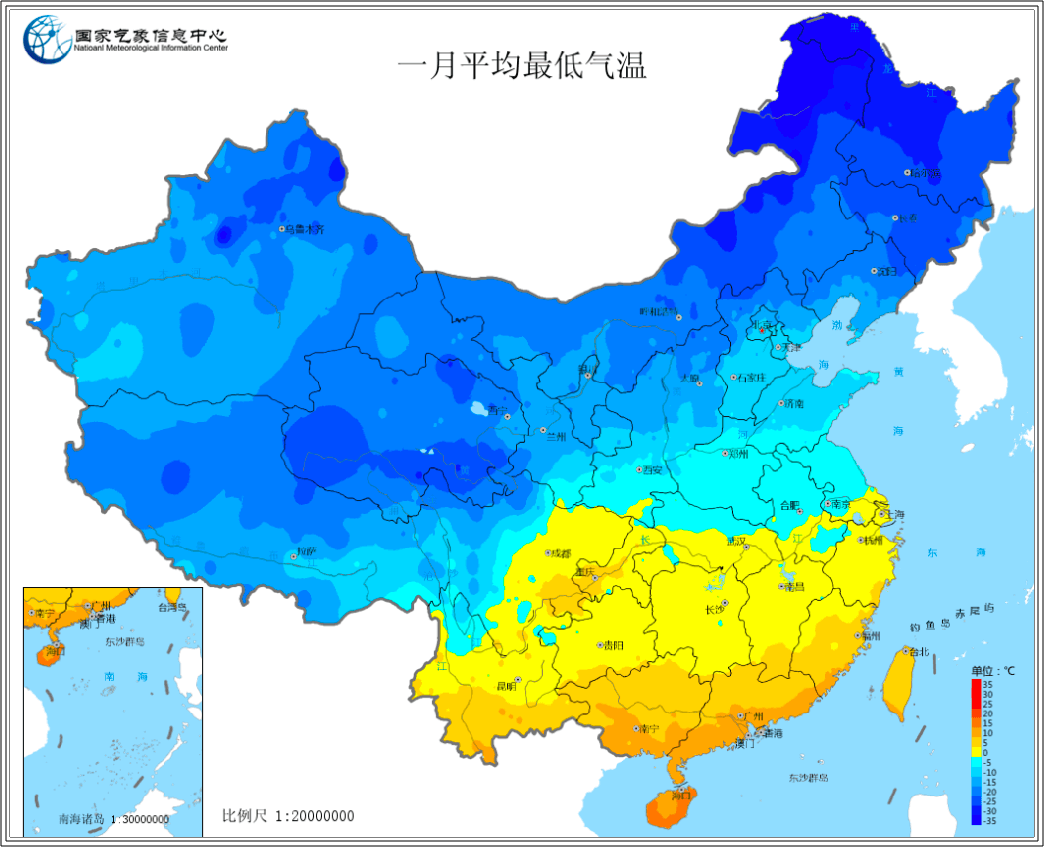 国家气象信息中心
Natioanl Meteorological Information Center
一月平均最低气温
黑
龙
江
哈尔滨
长春
沈阳
乌鲁木齐
呼和浩特
北京
天津
渤
海
黄
海
银川
太原
石家庄
西宁
济南
兰州
河
黄
郑州
西安
合肥
南京
上海
拉萨
成都
长
武汉
江
杭州
东 海
重庆
南昌
长沙
钓 鱼 岛
赤 尾 屿
贵阳
福州
台北
江
昆明
广州
南宁
香港
澳门
东沙群岛
海口
广州
台湾岛
南宁
香港
澳门
东沙群岛
海口
南 海
南海诸岛 1:30000000
比例尺 1:20000000
单位：℃
35
30
25
20
15
10
5
0
-5
-10
-15
-20
-25
-30
-35